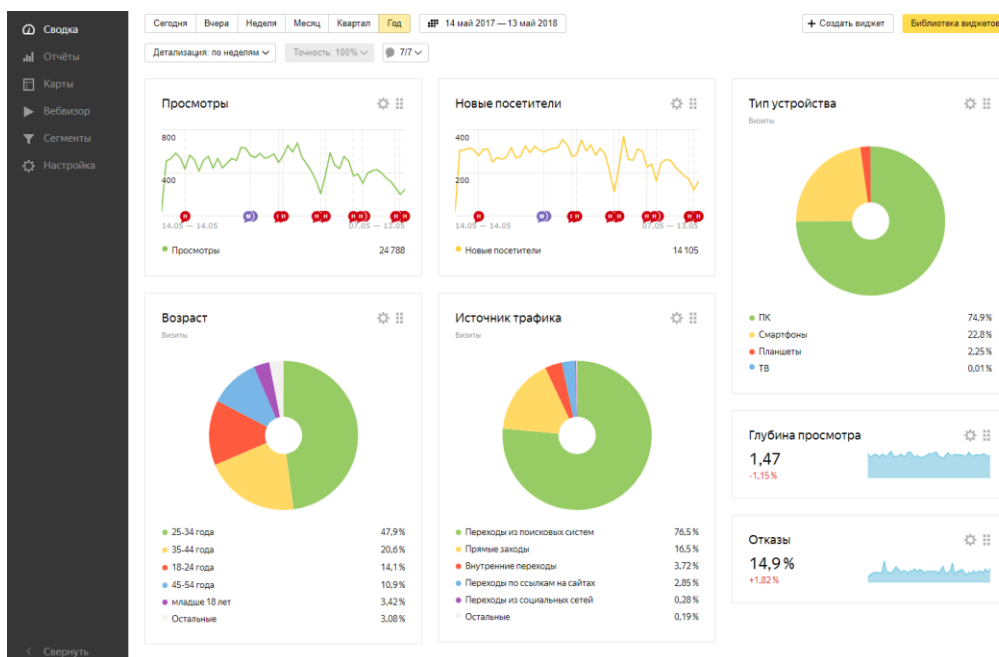 Сводка
Отчёты
Карты
Вебвизор
Сегменты
Настройка
Свернуть
Сегодня Вчера Неделя Месяц Квартал Год 14 май 2017 — 13 май 2018
+ Создать виджет Библиотека виджетов
Детализация: по неделям Точность: 100% 7/7
Просмотры
800
400
14.05 — 14.05 07.05 — 13.05
Просмотры 24 788
Новые посетители
400
200
14.05 — 14.05 07.05 — 13.05
Новые посетители 14 105
Тип устройства
Визиты
ПК 74,9%
Смартфоны 22,8%
Планшеты 2,25%
ТВ 0,01%
Возраст
Визиты
25-34 года 47,9%
35-44 года 20,6%
18-24 года 14,1%
45-54 года 10,9%
младше 18 лет 3,42%
Остальные 3,08%
Источник трафика
Визиты
Переходы из поисковых систем 76,5%
Прямые заходы 16,5%
Внутренние переходы 3,72%
Переходы по ссылкам на сайтах 2,85%
Переходы из социальных сетей 0,28%
Остальные 0,19%
Глубина просмотра
1,47
-1,15%
Отказы
14,9%
+1,82%